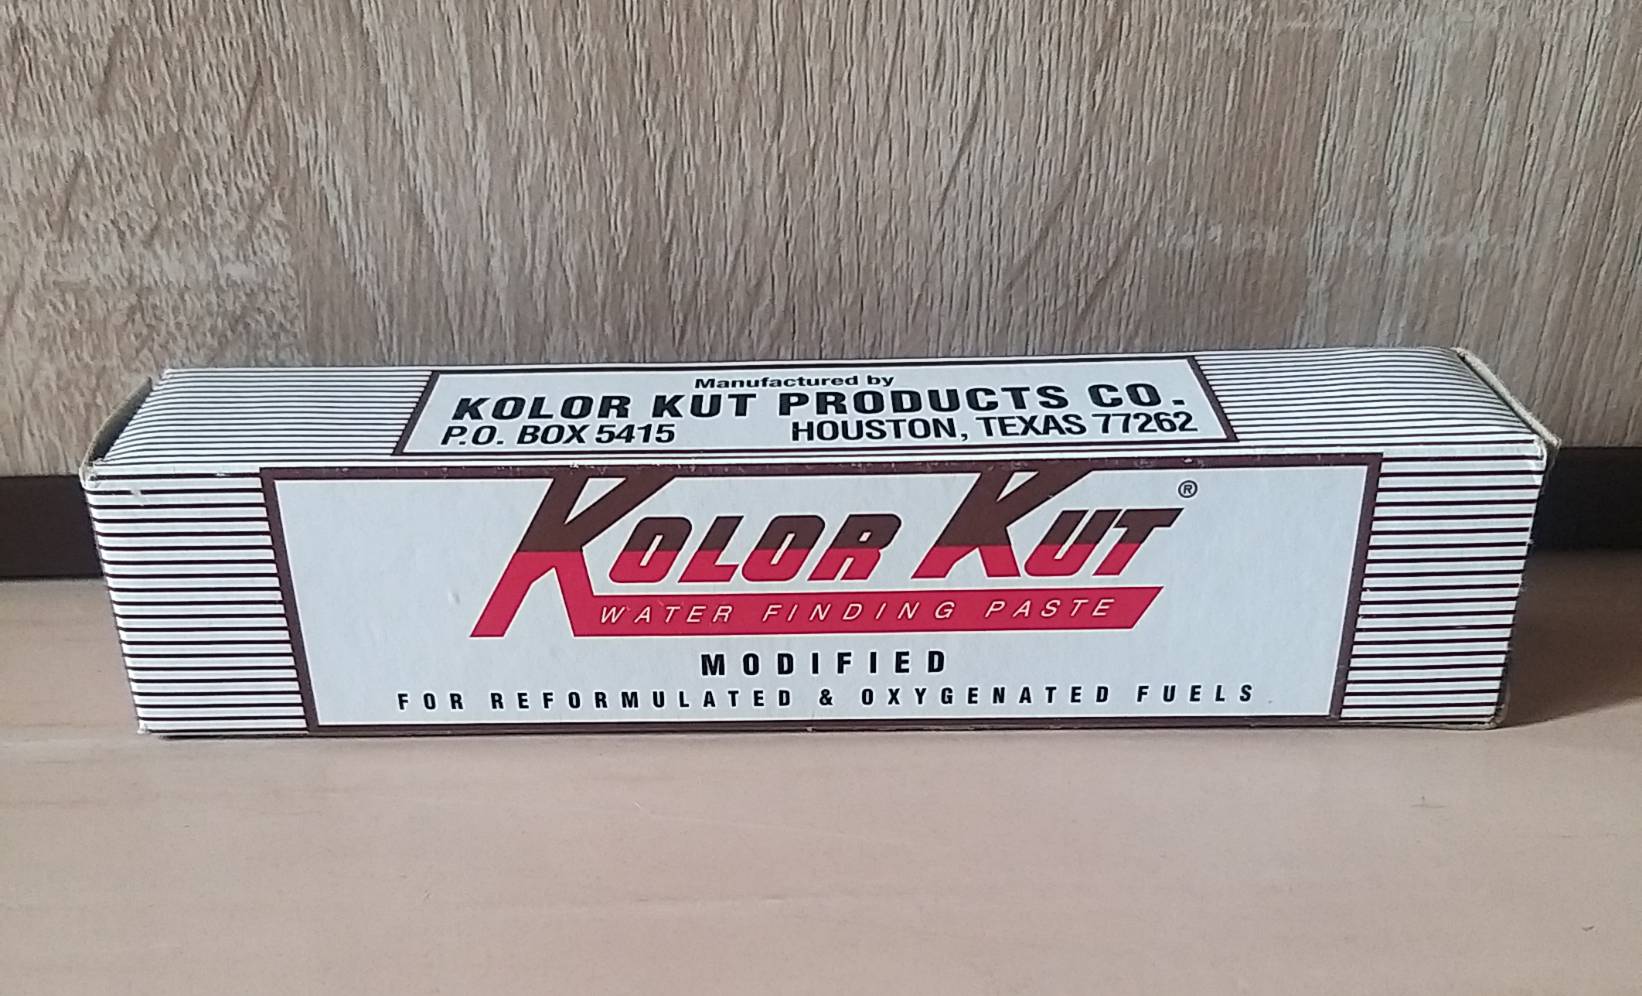 Manufactured by
KOLOR KUT PRODUCTS CO.
P.O. BOX 5415 HOUSTON, TEXAS 77262
KOLOR KUT ®
WATER FINDING PASTE
MODIFIED
FOR REFORMULATED & OXYGENATED FUELS